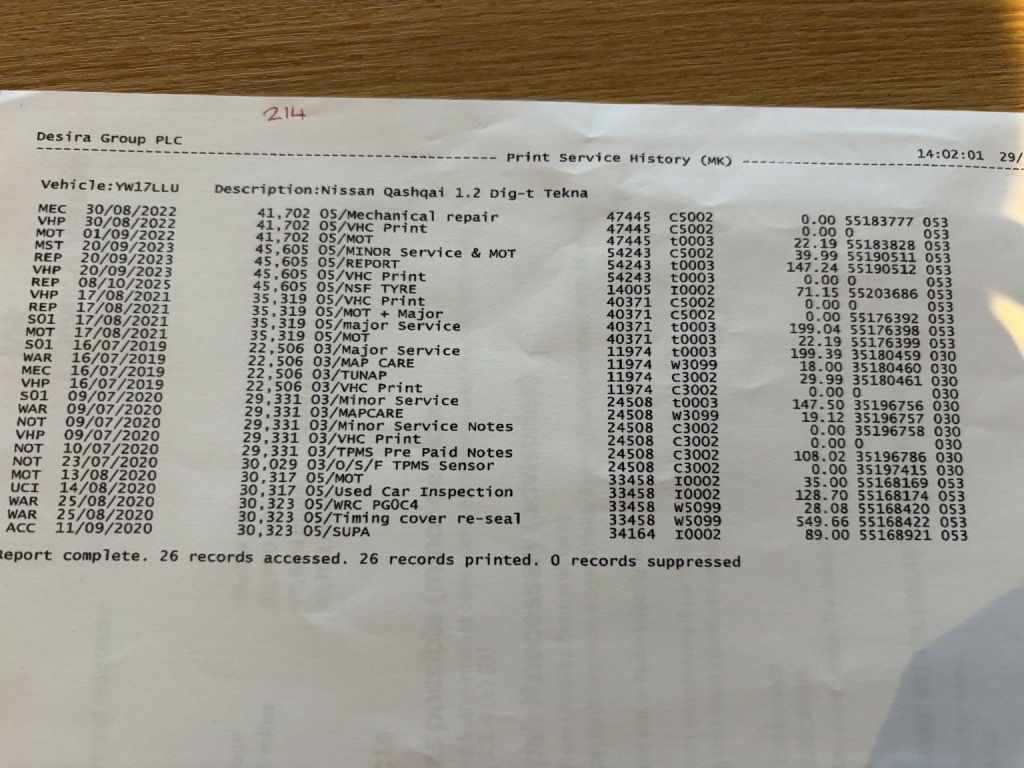 214
Desira Group PLC
Print Service History (MK) 14:02:01 29/
Vehicle:YW17LLU Description:Nissan Qashqai 1.2 Dig-t Tekna
MEC 30/08/2022 41,702 05/Mechanical repair 47445 C5002 0.00 55183777 053
VHP 30/08/2022 41,702 05/VHC Print 47445 C5002 0.00 0 053
MOT 01/09/2022 41,702 05/MOT 47445 t0003 22.19 55183828 053
MST 20/09/2023 45,605 05/MINOR Service & MOT 54243 C5002 39.99 55190511 053
REP 20/09/2023 45,605 05/REPORT 54243 t0003 147.24 55190512 053
VHP 20/09/2023 45,605 05/VHC Print 54243 t0003 0.00 0 053
REP 08/10/2025 45,605 05/NSF TYRE 14005 I0002 71.15 55203686 053
VHP 17/08/2021 35,319 05/VHC Print 40371 C5002 0.00 0 053
REP 17/08/2021 35,319 05/MOT + Major 40371 C5002 0.00 55176392 053
SO1 17/08/2021 35,319 05/major Service 40371 t0003 199.04 55176398 053
MOT 17/08/2021 35,319 05/MOT 40371 t0003 22.19 55176399 053
SO1 16/07/2019 22,506 03/Major Service 11974 t0003 199.39 35180459 030
WAR 16/07/2019 22,506 03/MAP CARE 11974 W3099 18.00 35180460 030
MEC 16/07/2019 22,506 03/TUNAP 11974 C3002 29.99 35180461 030
VHP 16/07/2019 22,506 03/VHC Print 11974 C3002 0.00 0 030
SO1 09/07/2020 29,331 03/Minor Service 24508 t0003 147.50 35196756 030
WAR 09/07/2020 29,331 03/MAPCARE 24508 W3099 19.12 35196757 030
NOT 09/07/2020 29,331 03/Minor Service Notes 24508 C3002 0.00 35196758 030
VHP 09/07/2020 29,331 03/VHC Print 24508 C3002 0.00 0 030
NOT 10/07/2020 29,331 03/TPMS Pre Paid Notes 24508 C3002 108.02 35196786 030
NOT 23/07/2020 30,029 03/O/S/F TPMS Sensor 24508 C3002 0.00 35197415 030
MOT 13/08/2020 30,317 05/MOT 33458 I0002 35.00 55168169 053
UCI 14/08/2020 30,317 05/Used Car Inspection 33458 I0002 128.70 55168174 053
WAR 25/08/2020 30,323 05/WRC PG0C4 33458 W5099 28.08 55168420 053
WAR 25/08/2020 30,323 05/Timing cover re-seal 33458 W5099 549.66 55168422 053
ACC 11/09/2020 30,323 05/SUPA 34164 I0002 89.00 55168921 053
Report complete. 26 records accessed. 26 records printed. 0 records suppressed